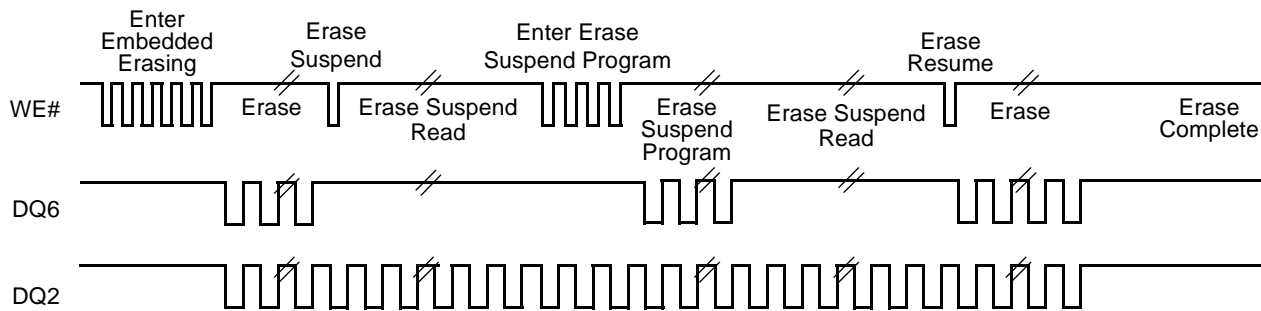 Enter
Embedded
Erasing
Erase
Suspend
Enter Erase
Suspend Program
Erase
Resume
WE#
Erase
Erase Suspend
Read
Erase
Suspend
Program
Erase Suspend
Read
Erase
Erase
Complete
DQ6
DQ2